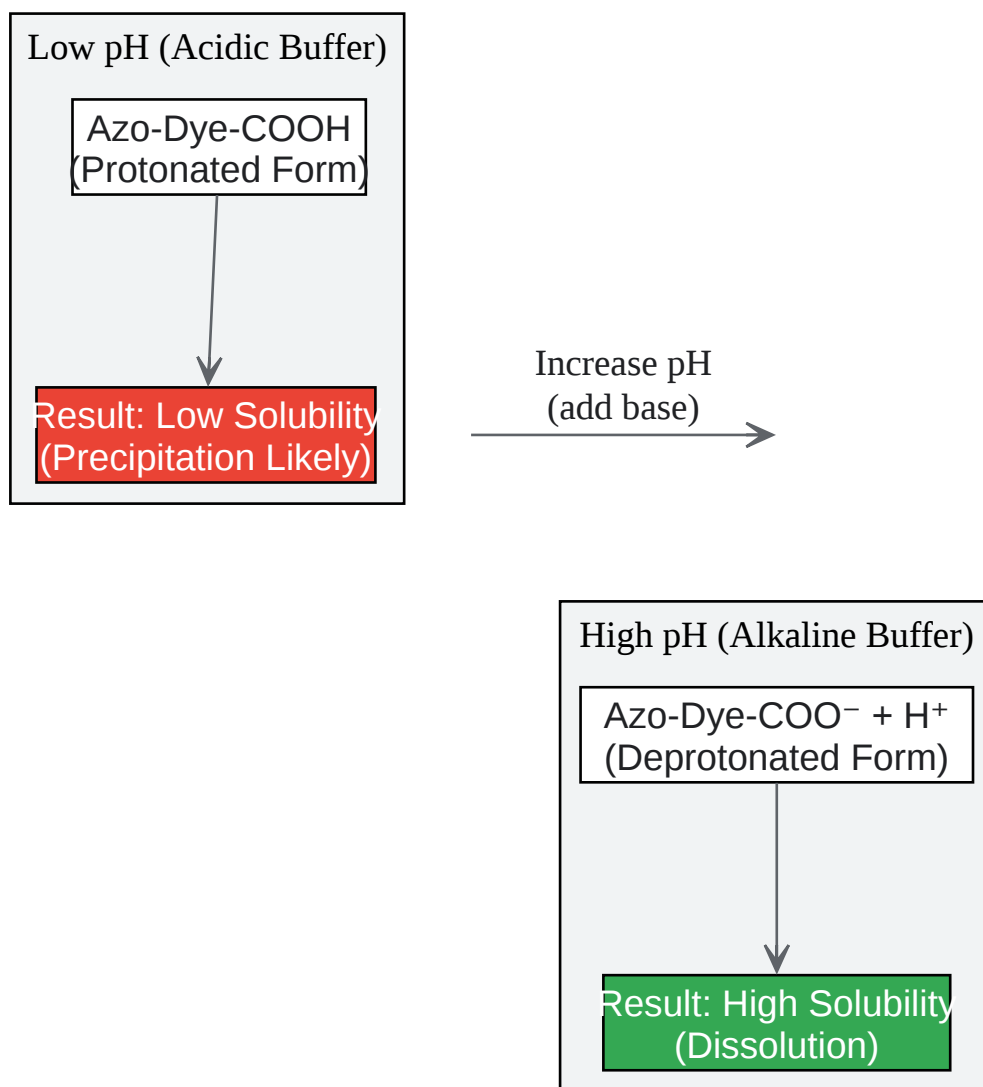 Low pH (Acidic Buffer)
Azo-Dye-COOH
(Protonated Form)
Result: Low Solubility
(Precipitation Likely)
Increase pH
(add base)
High pH (Alkaline Buffer)
Azo-Dye-COO⁻ + H⁺
(Deprotonated Form)
Result: High Solubility
(Dissolution)